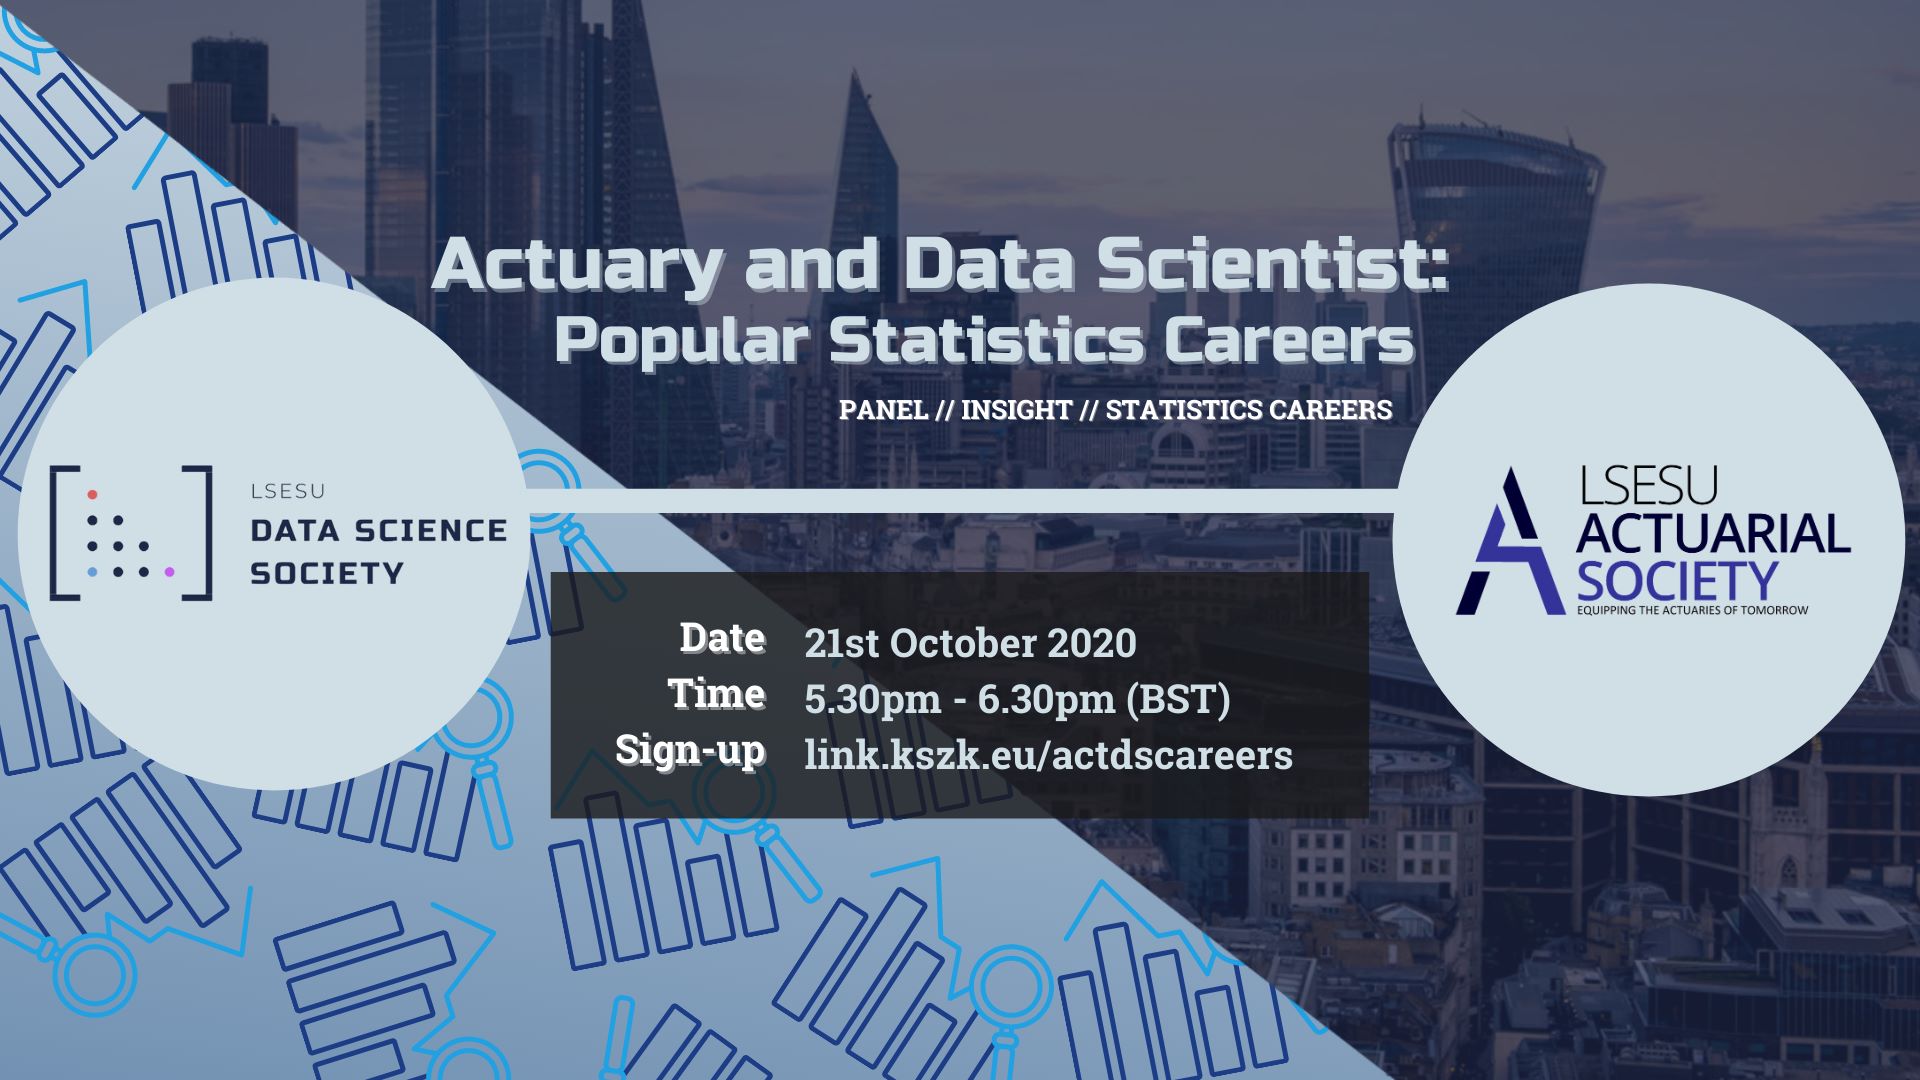 Actuary and Data Scientist:
Popular Statistics Careers
PANEL // INSIGHT // STATISTICS CAREERS
LSESU
DATA SCIENCE
SOCIETY
LSESU
ACTUARIAL
SOCIETY
EQUIPPING THE ACTUARIES OF TOMORROW
Date 21st October 2020
Time 5.30pm - 6.30pm (BST)
Sign-up link.kszk.eu/actdscareers